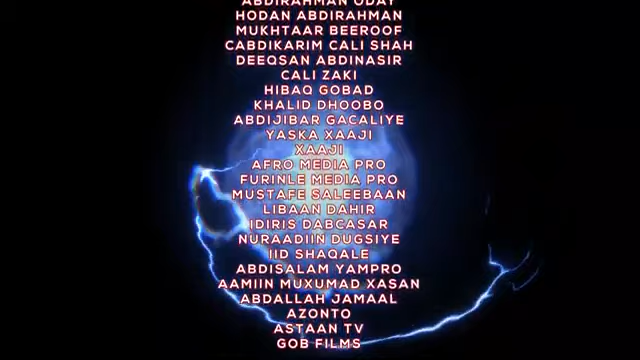 ABDIRAHMAN ODAY
HODAN ABDIRAHMAN
MUKHTAAR BEEROOF
CABDIKARIM CALI SHAH
DEEQSAN ABDINASIR
CALI ZAKI
HIBAQ GOBAD
KHALID DHOOBO
ABDIJIBAR GACALIYE
YASKA XAAJI
XAAJI
AFRO MEDIA PRO
FURINLE MEDIA PRO
MUSTAFE SALEEBAAN
LIBAAN DAHIR
IDIRIS DABCASAR
NURAADIIN DUGSIYE
IID SHAQALE
ABDISALAM YAMPRO
AAMIIN MUXUMAD XASAN
ABDALLAH JAMAAL
AZONTO
ASTAAN TV
GOB FILMS